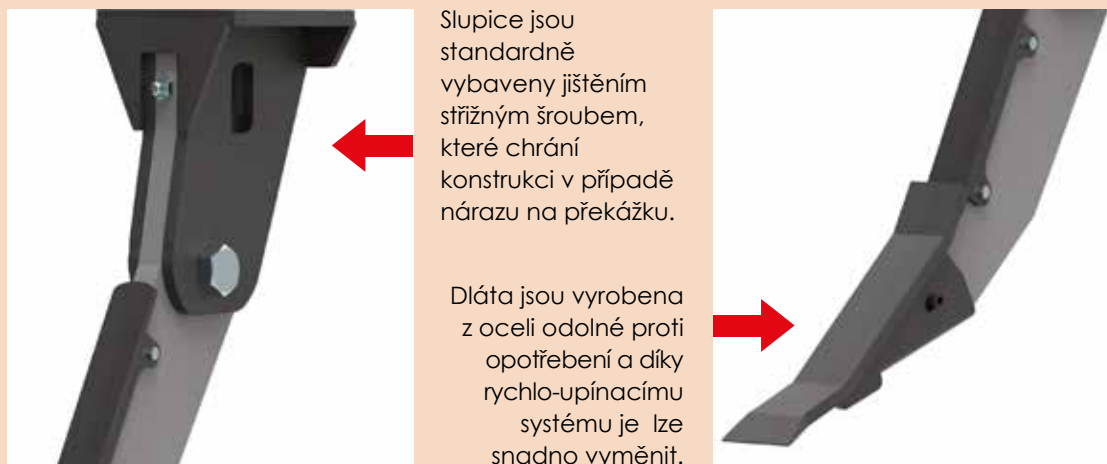 Slupice jsou
standardně
vybaveny jištěním
střižným šroubem,
které chrání
konstrukci v případě
nárazu na překážku.
Dláta jsou vyrobena
z oceli odolné proti
opotřebení a díky
rychlo-upínacímu
systému je lze
snadno vyměnit.